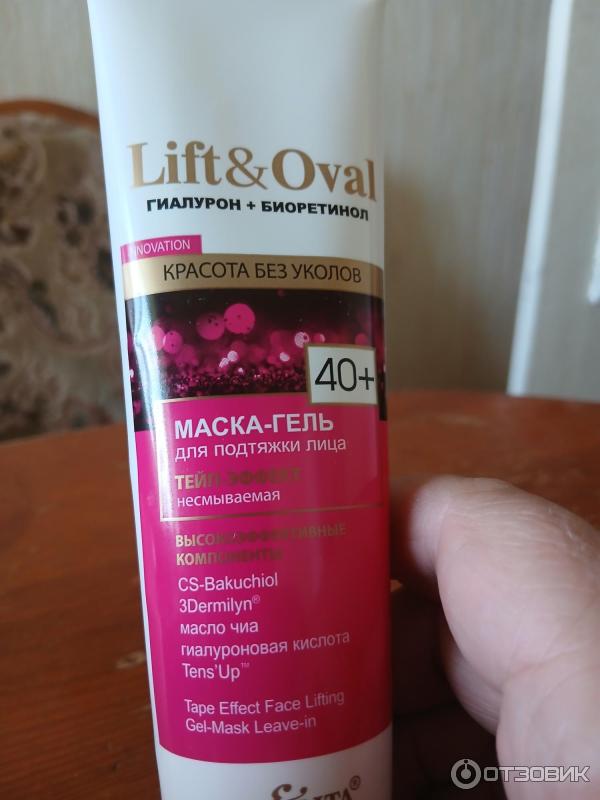 Lift&Oval
ГИАЛУРОН + БИОРЕТИНОЛ
NNOVATION
КРАСОТА БЕЗ УКОЛОВ
40+
МАСКА-ГЕЛЬ
для подтяжки лица
ТЕЙП-ЭФФЕКТ
несмываемая
ВЫСОКОЭФФЕКТИВНЫЕ
КОМПОНЕНТЫ
CS-Bakuchiol
3Dermilyn®
масло чиа
гиалуроновая кислота
Tens'Up™
Tape Effect Face Lifting
Gel-Mask Leave-in
ОТЗОВИК